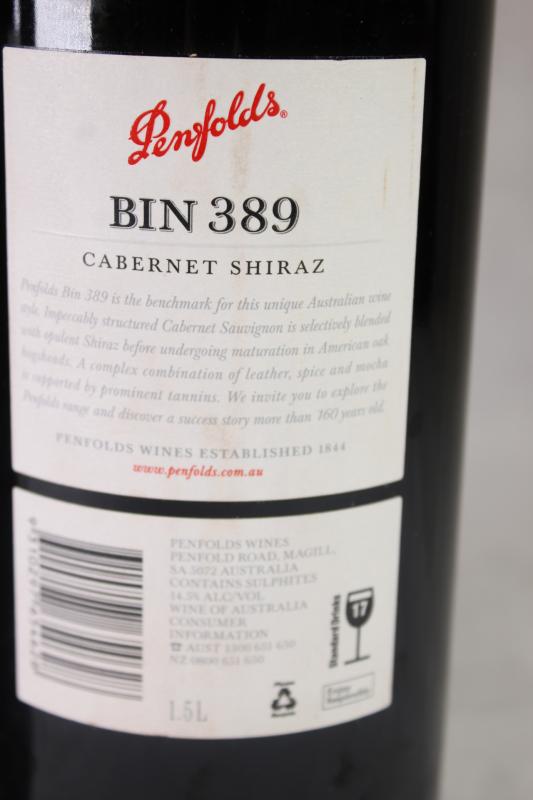 Penfolds®
BIN 389
CABERNET SHIRAZ
Penfolds Bin 389 is the benchmark for this unique Australian wine
style. Impeccably structured Cabernet Sauvignon is selectively blended
with opulent Shiraz before undergoing maturation in American oak
hogsheads. A complex combination of leather, spice and mocha
is supported by prominent tannins. We invite you to explore the
Penfolds range and discover a success story more than 160 years old.
PENFOLDS WINES ESTABLISHED 1844
www.penfolds.com.au
PENFOLDS WINES
PENFOLD ROAD, MAGILL,
SA 5072 AUSTRALIA
CONTAINS SULPHITES
14.5% ALC/VOL
WINE OF AUSTRALIA
CONSUMER
INFORMATION
☎ AUST 1300 651 650
NZ 0800 651 650
1.5L
17
Standard Drinks
Please
Recycle
Enjoy
Responsibly